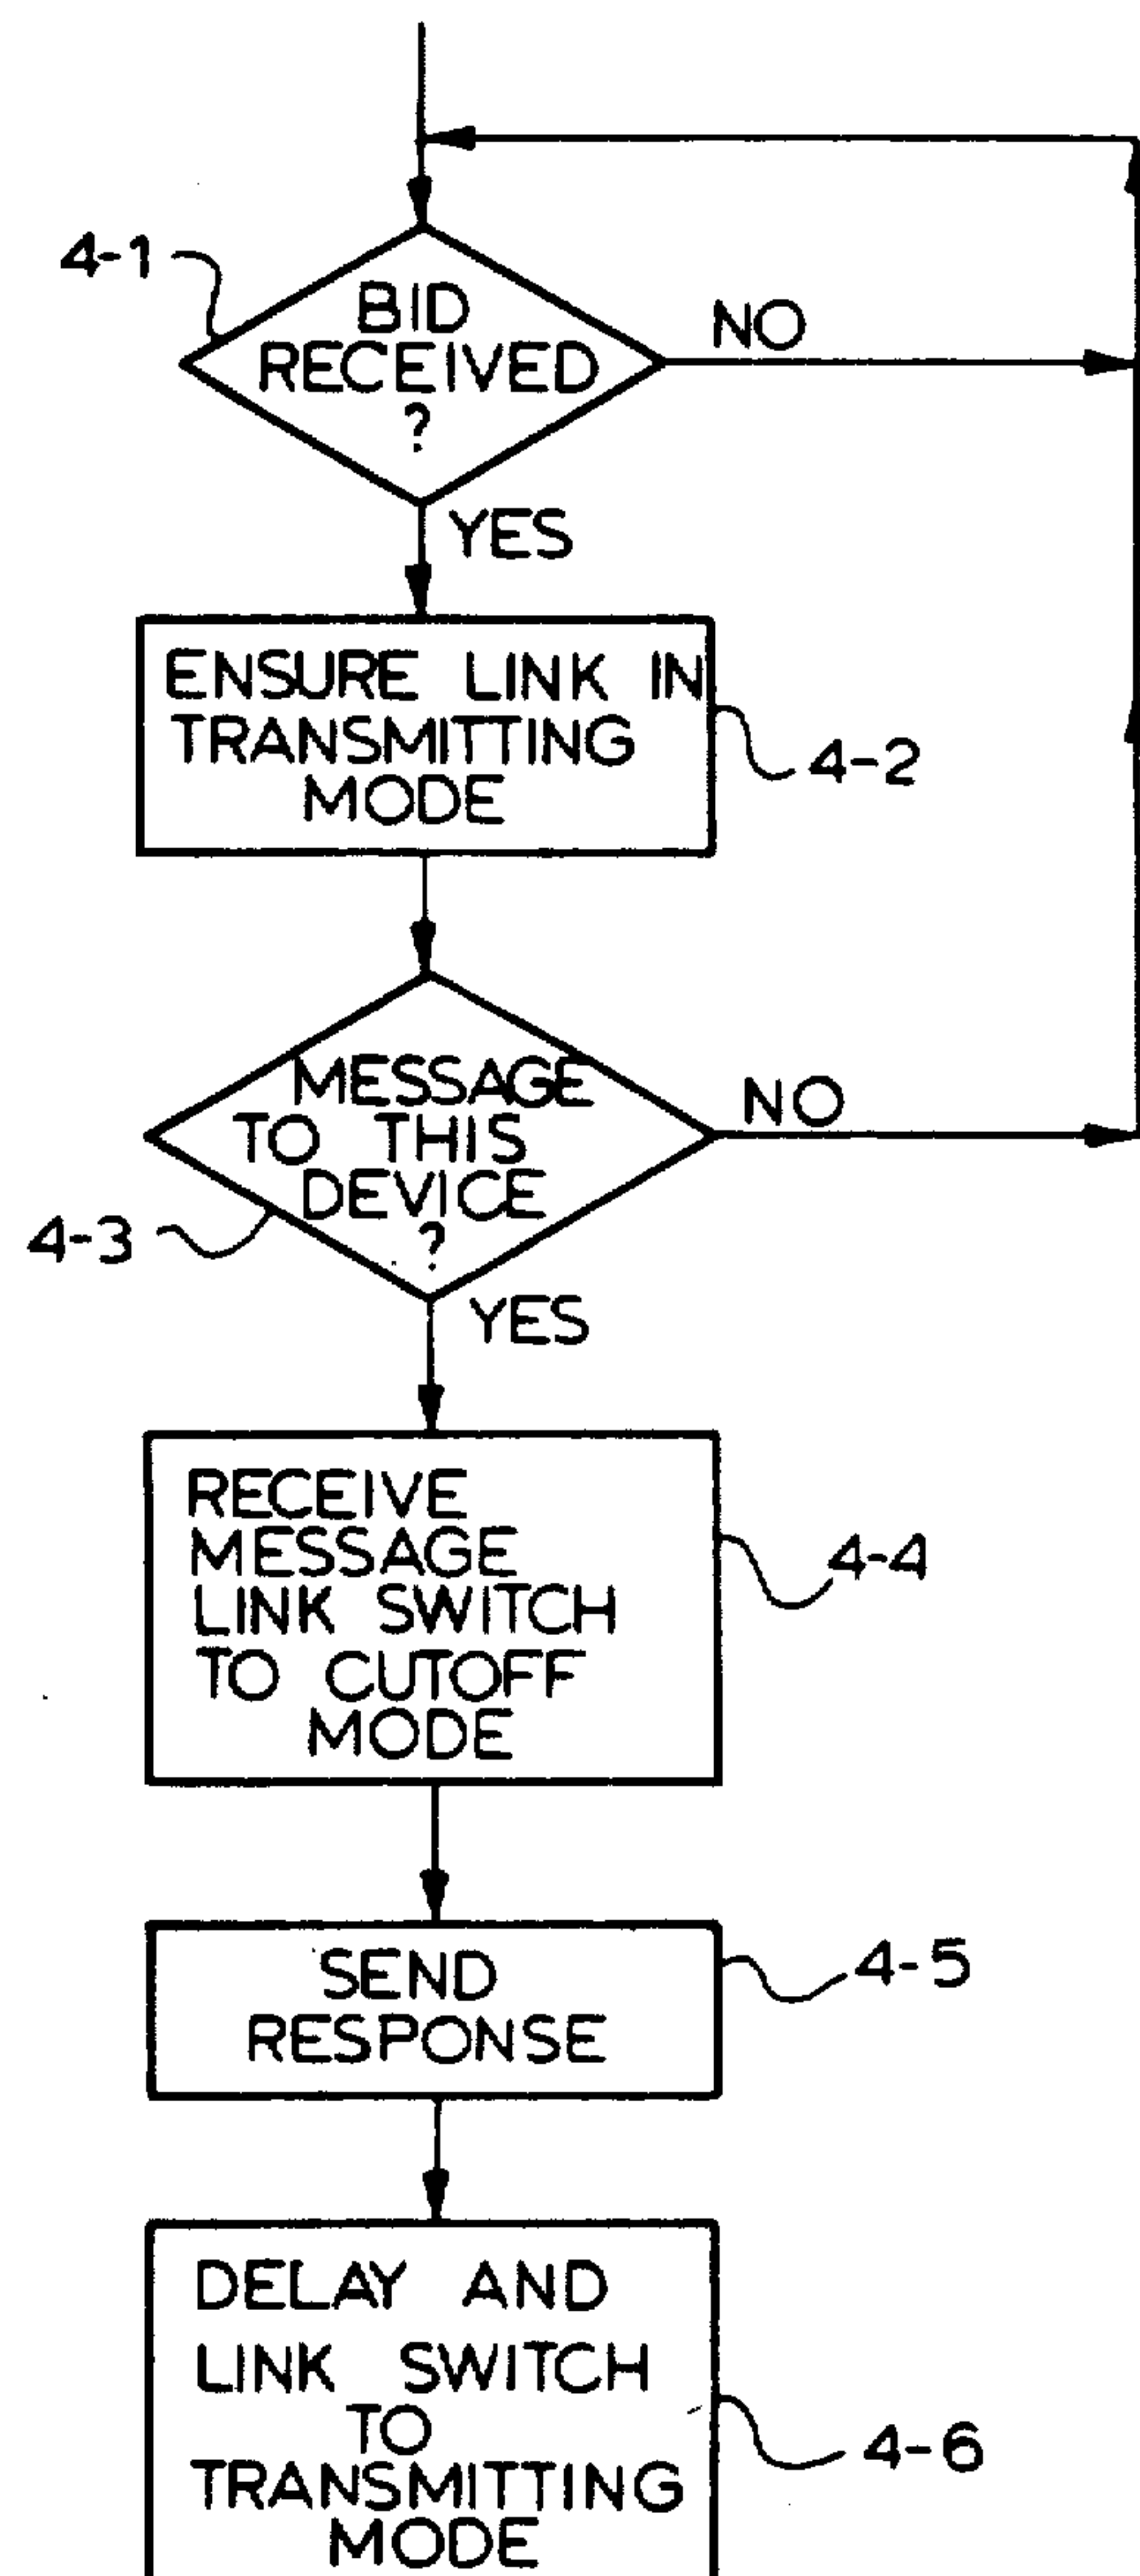 4-1
BID
RECEIVED
?
NO
YES
ENSURE LINK IN
TRANSMITTING
MODE
4-2
MESSAGE
TO THIS
DEVICE
?
NO
4-3
YES
RECEIVE
MESSAGE
LINK SWITCH
TO CUTOFF
MODE
4-4
SEND
RESPONSE
4-5
DELAY AND
LINK SWITCH
TO
TRANSMITTING
MODE
4-6